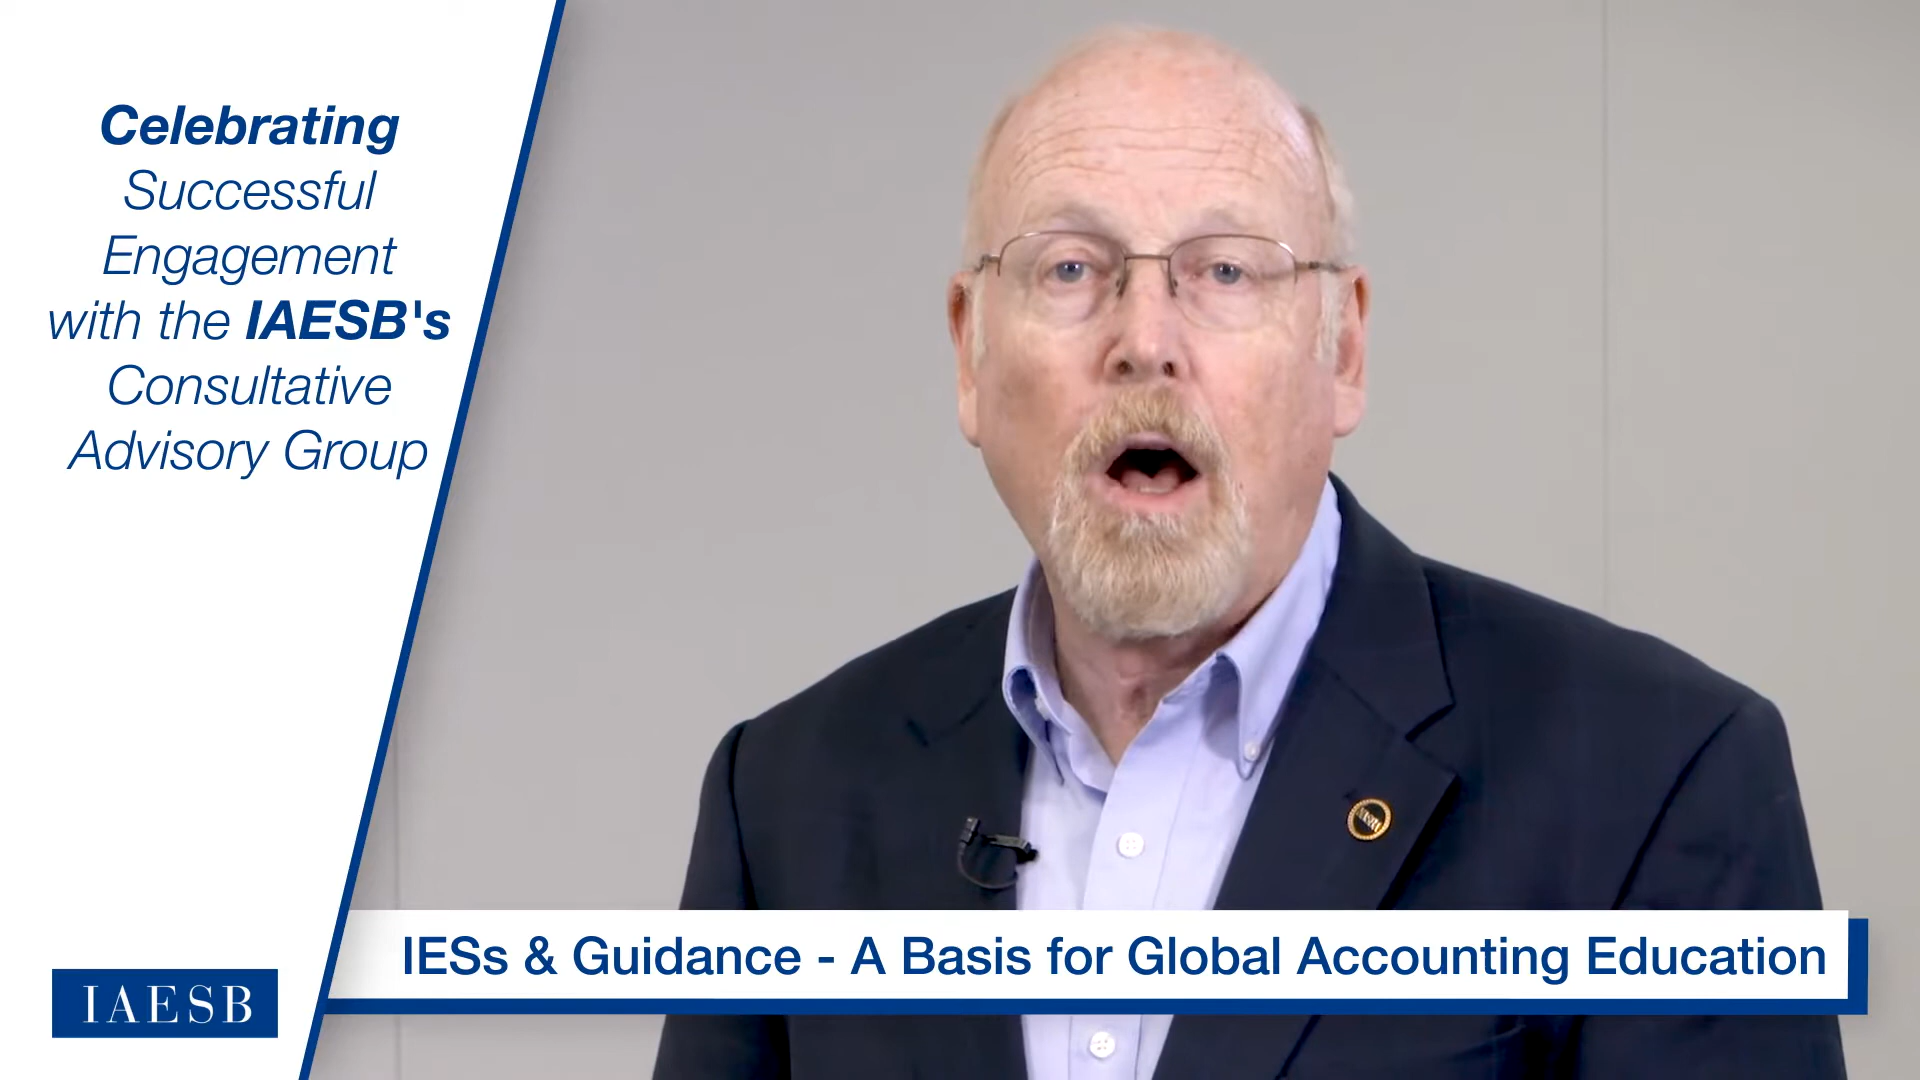 Celebrating
Successful
Engagement
with the IAESB's
Consultative
Advisory Group
IESs & Guidance - A Basis for Global Accounting Education
IAESB